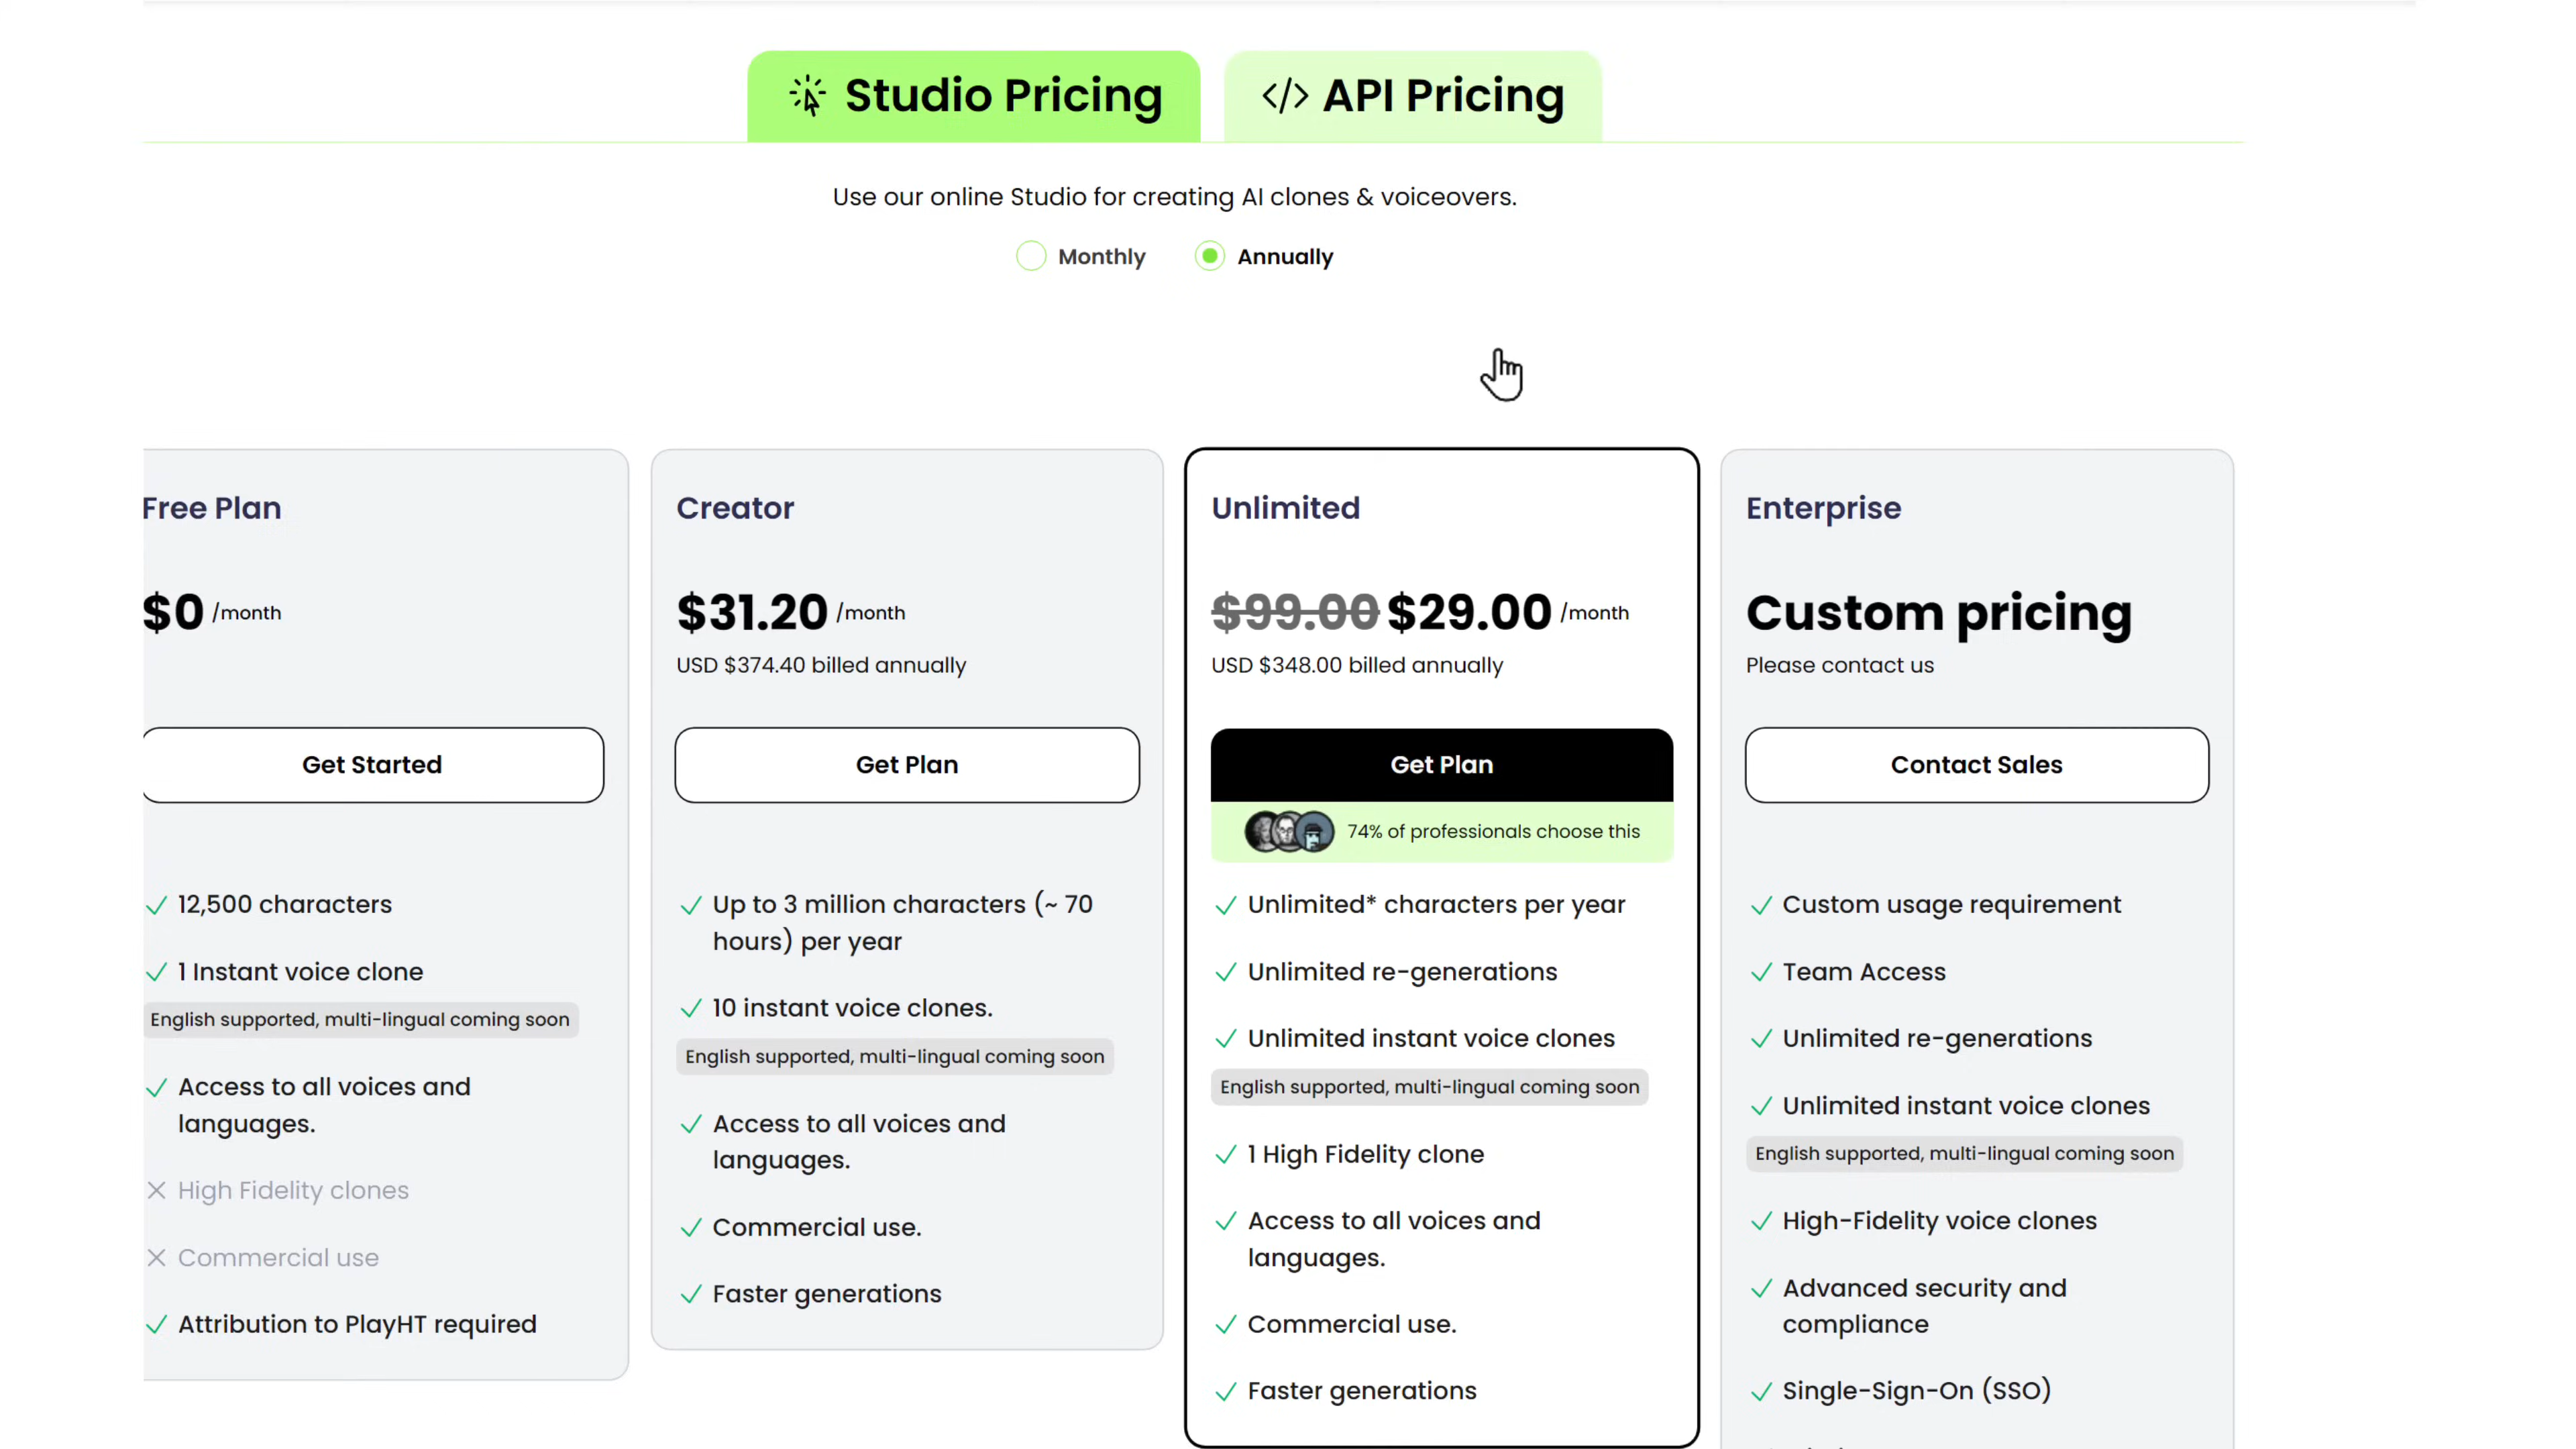 Studio Pricing
</> API Pricing
Use our online Studio for creating AI clones & voiceovers.
Monthly
Annually
Free Plan
$0 /month
Get Started
12,500 characters
1 Instant voice clone
English supported, multi-lingual coming soon
Access to all voices and
languages.
High Fidelity clones
Commercial use
Attribution to PlayHT required
Creator
$31.20 /month
USD $374.40 billed annually
Get Plan
Up to 3 million characters (~ 70
hours) per year
10 instant voice clones.
English supported, multi-lingual coming soon
Access to all voices and
languages.
Commercial use.
Faster generations
Unlimited
$99.00 $29.00 /month
USD $348.00 billed annually
Get Plan
74% of professionals choose this
Unlimited* characters per year
Unlimited re-generations
Unlimited instant voice clones
English supported, multi-lingual coming soon
1 High Fidelity clone
Access to all voices and
languages.
Commercial use.
Faster generations
Enterprise
Custom pricing
Please contact us
Contact Sales
Custom usage requirement
Team Access
Unlimited re-generations
Unlimited instant voice clones
English supported, multi-lingual coming soon
High-Fidelity voice clones
Advanced security and
compliance
Single-Sign-On (SSO)